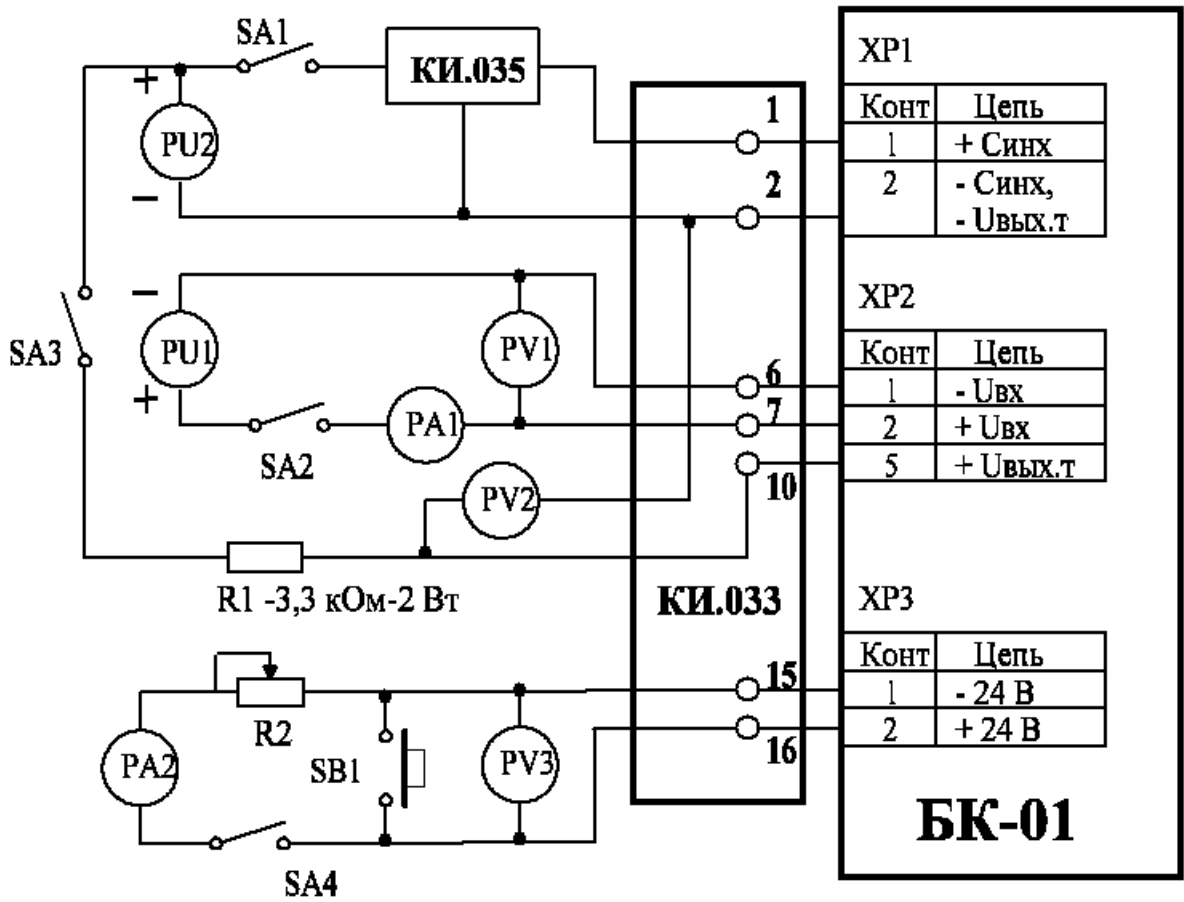 SA1
КИ.035
+
PU2
−
1
2
XP1
Конт Цепь
1 + Синх
2 - Синх,
- Uвых.т
SA3
−
PU1
+
SA2
PA1
PV1
PV2
6
7
10
XP2
Конт Цепь
1 - Uвх
2 + Uвх
5 + Uвых.т
R1 -3,3 кОм-2 Вт
КИ.033
XP3
Конт Цепь
1 - 24 В
2 + 24 В
R2
PA2
SB1
PV3
15
16
SA4
БК-01